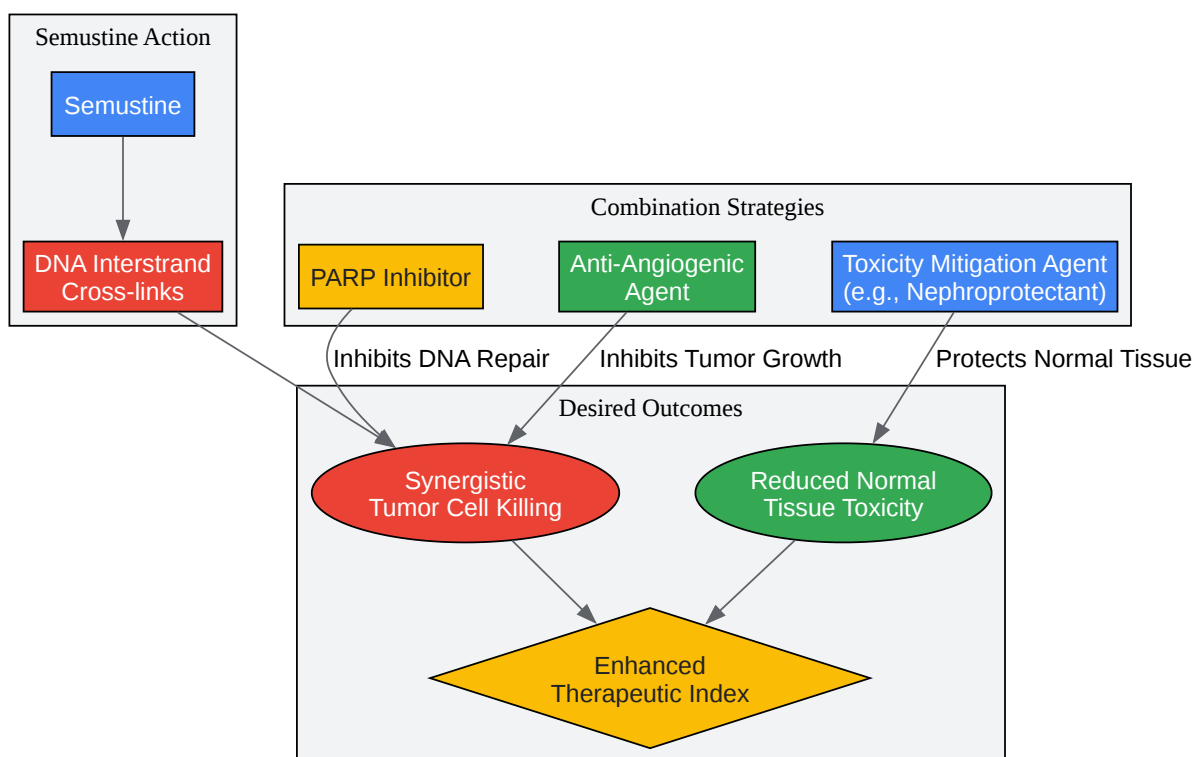 Semustine Action
Semustine
DNA Interstrand
Cross-links
Combination Strategies
PARP Inhibitor
Anti-Angiogenic
Agent
Toxicity Mitigation Agent
(e.g., Nephroprotectant)
Inhibits DNA Repair
Inhibits Tumor Growth
Protects Normal Tissue
Desired Outcomes
Synergistic
Tumor Cell Killing
Reduced Normal
Tissue Toxicity
Enhanced
Therapeutic Index